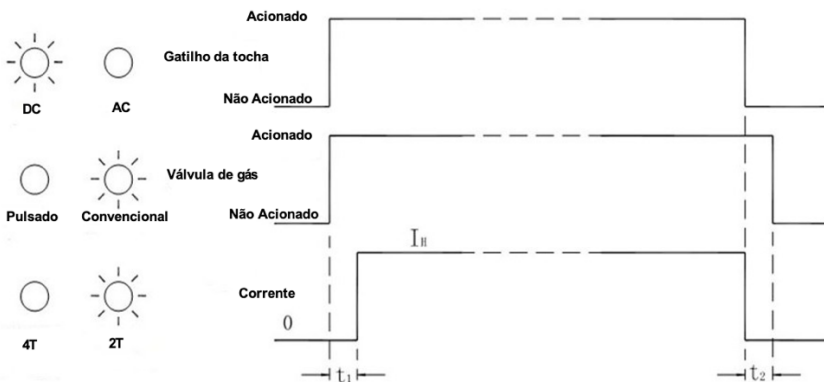 Acionado
Gatilho da tocha
DC AC
Não Acionado
Acionado
Válvula de gás
Pulsado Convencional
Não Acionado
I_H
Corrente
0
4T 2T
t₁ t₂